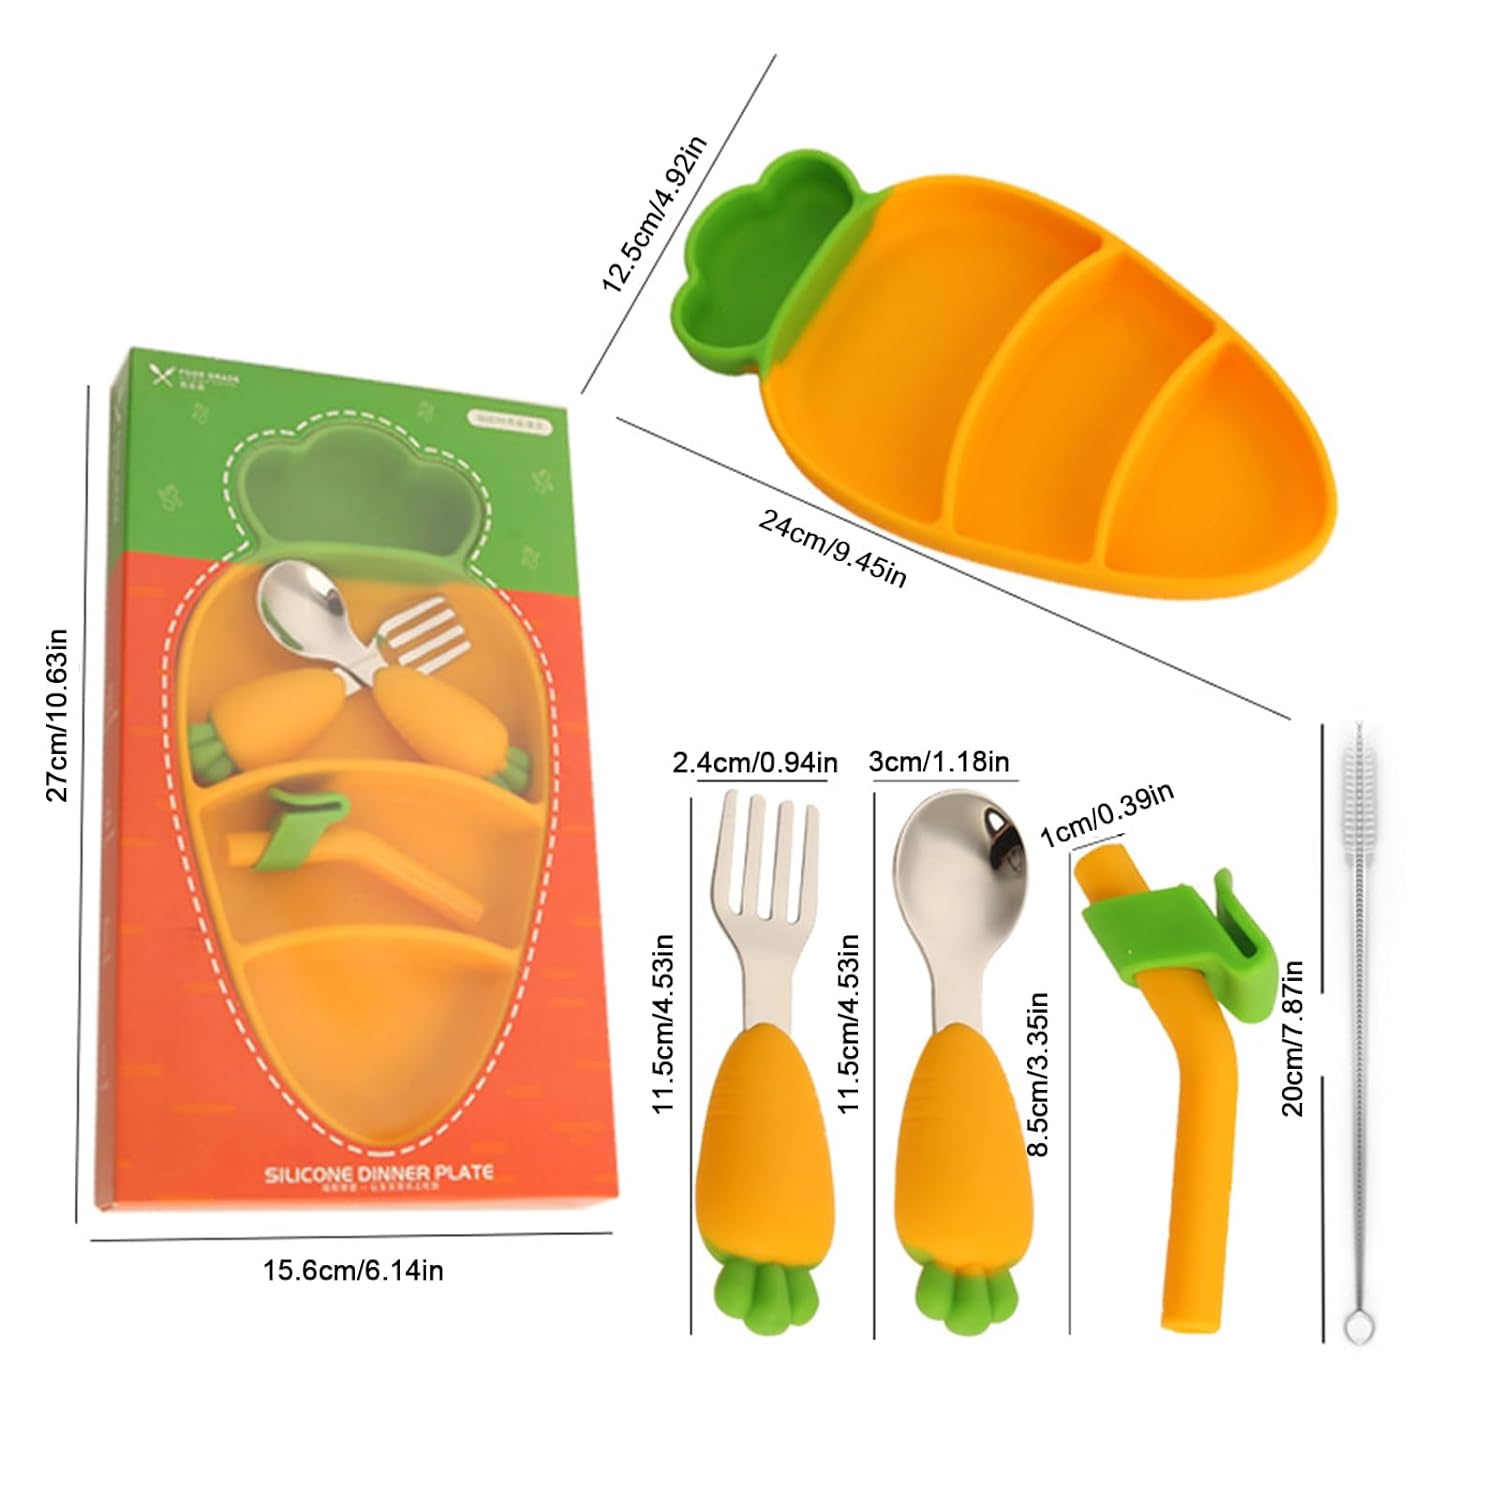 12.5cm/4.92in
24cm/9.45in
FOOD GRADE
27cm/10.63in
SILICONE DINNER PLATE
15.6cm/6.14in
2.4cm/0.94in
3cm/1.18in
1cm/0.39in
11.5cm/4.53in
11.5cm/4.53in
8.5cm/3.35in
20cm/7.87in